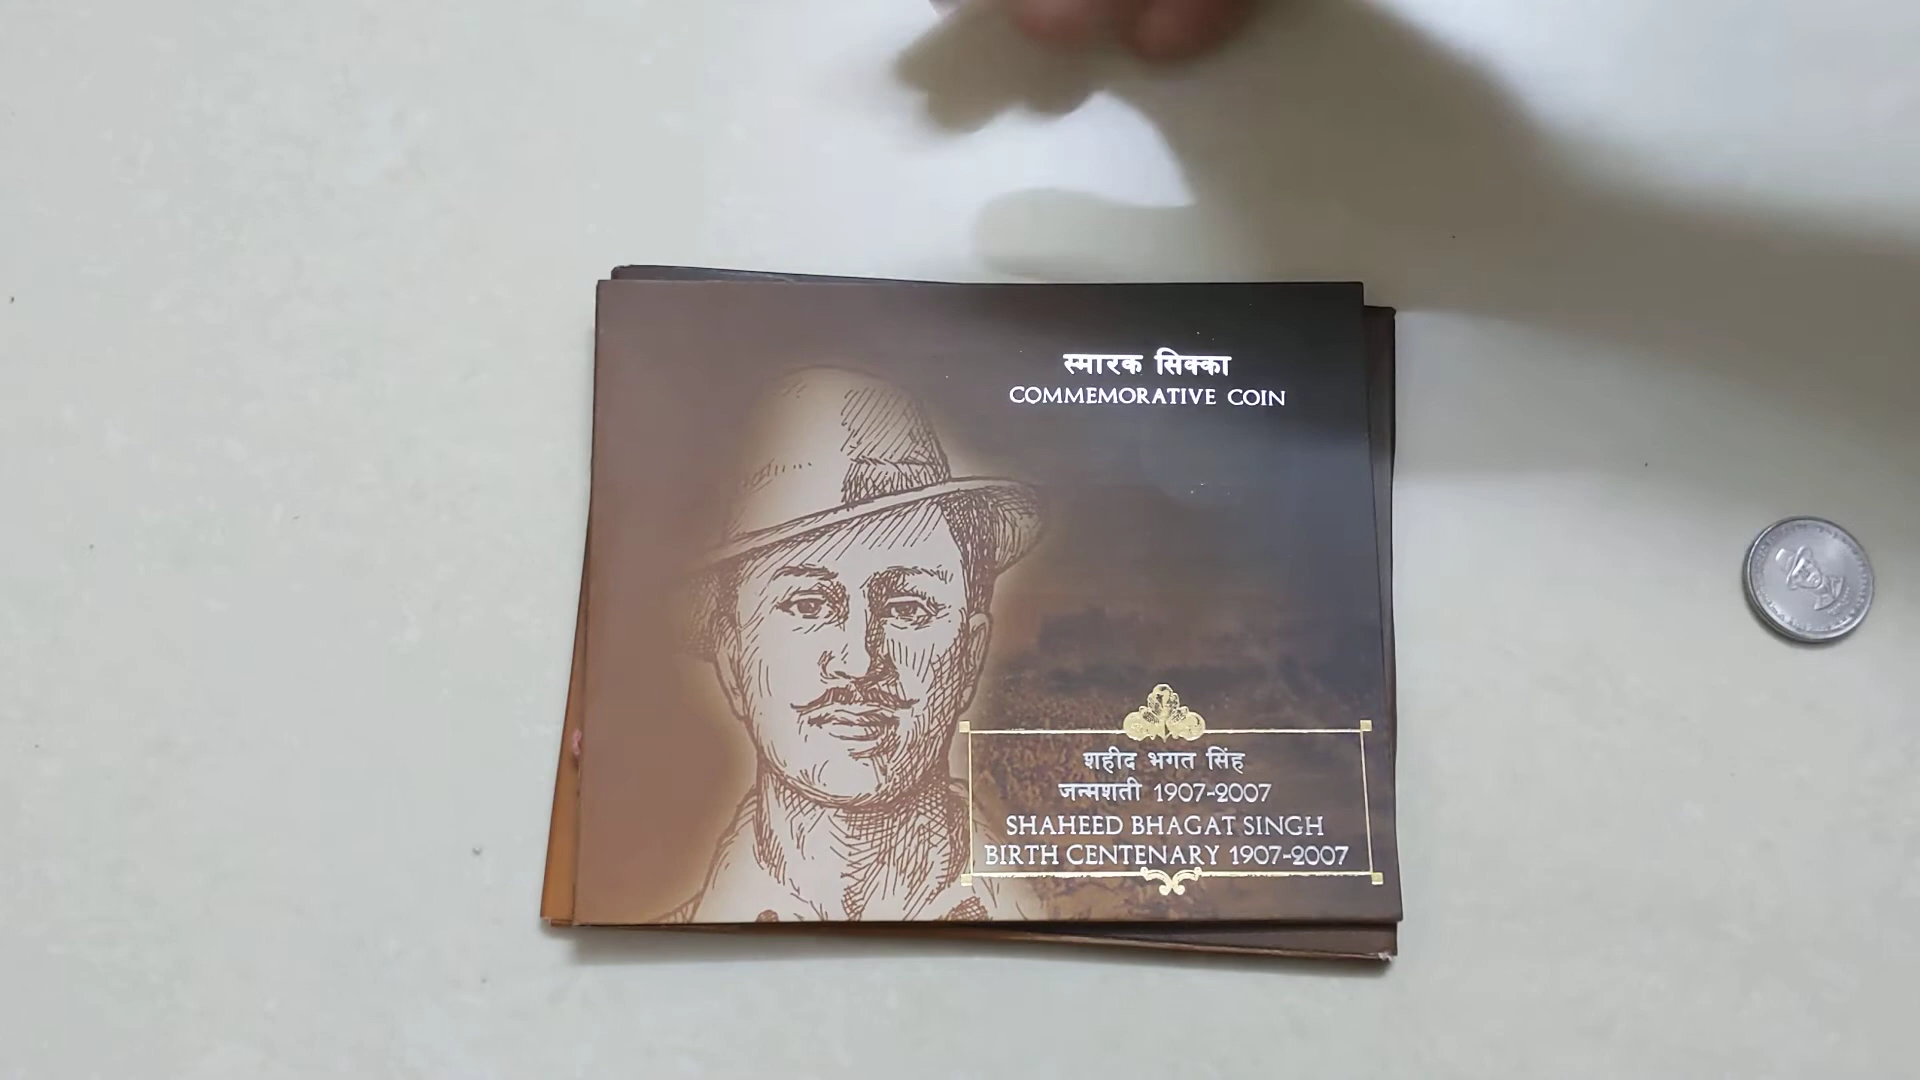 स्मारक सिक्का
COMMEMORATIVE COIN
शहीद भगत सिंह
जन्मशती 1907-2007
SHAHEED BHAGAT SINGH
BIRTH CENTENARY 1907-2007